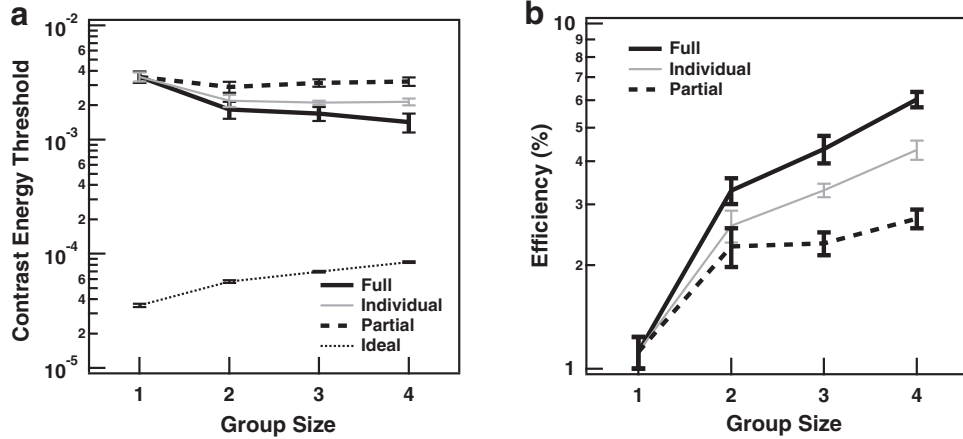 a
Contrast Energy Threshold
10-2
6
4
2
10-3
6
4
2
10-4
6
4
2
10-5
Full
Individual
Partial
Ideal
1 2 3 4
Group Size
b
Efficiency (%)
10
9
8
7
6
5
4
3
2
1
Full
Individual
Partial
1 2 3 4
Group Size